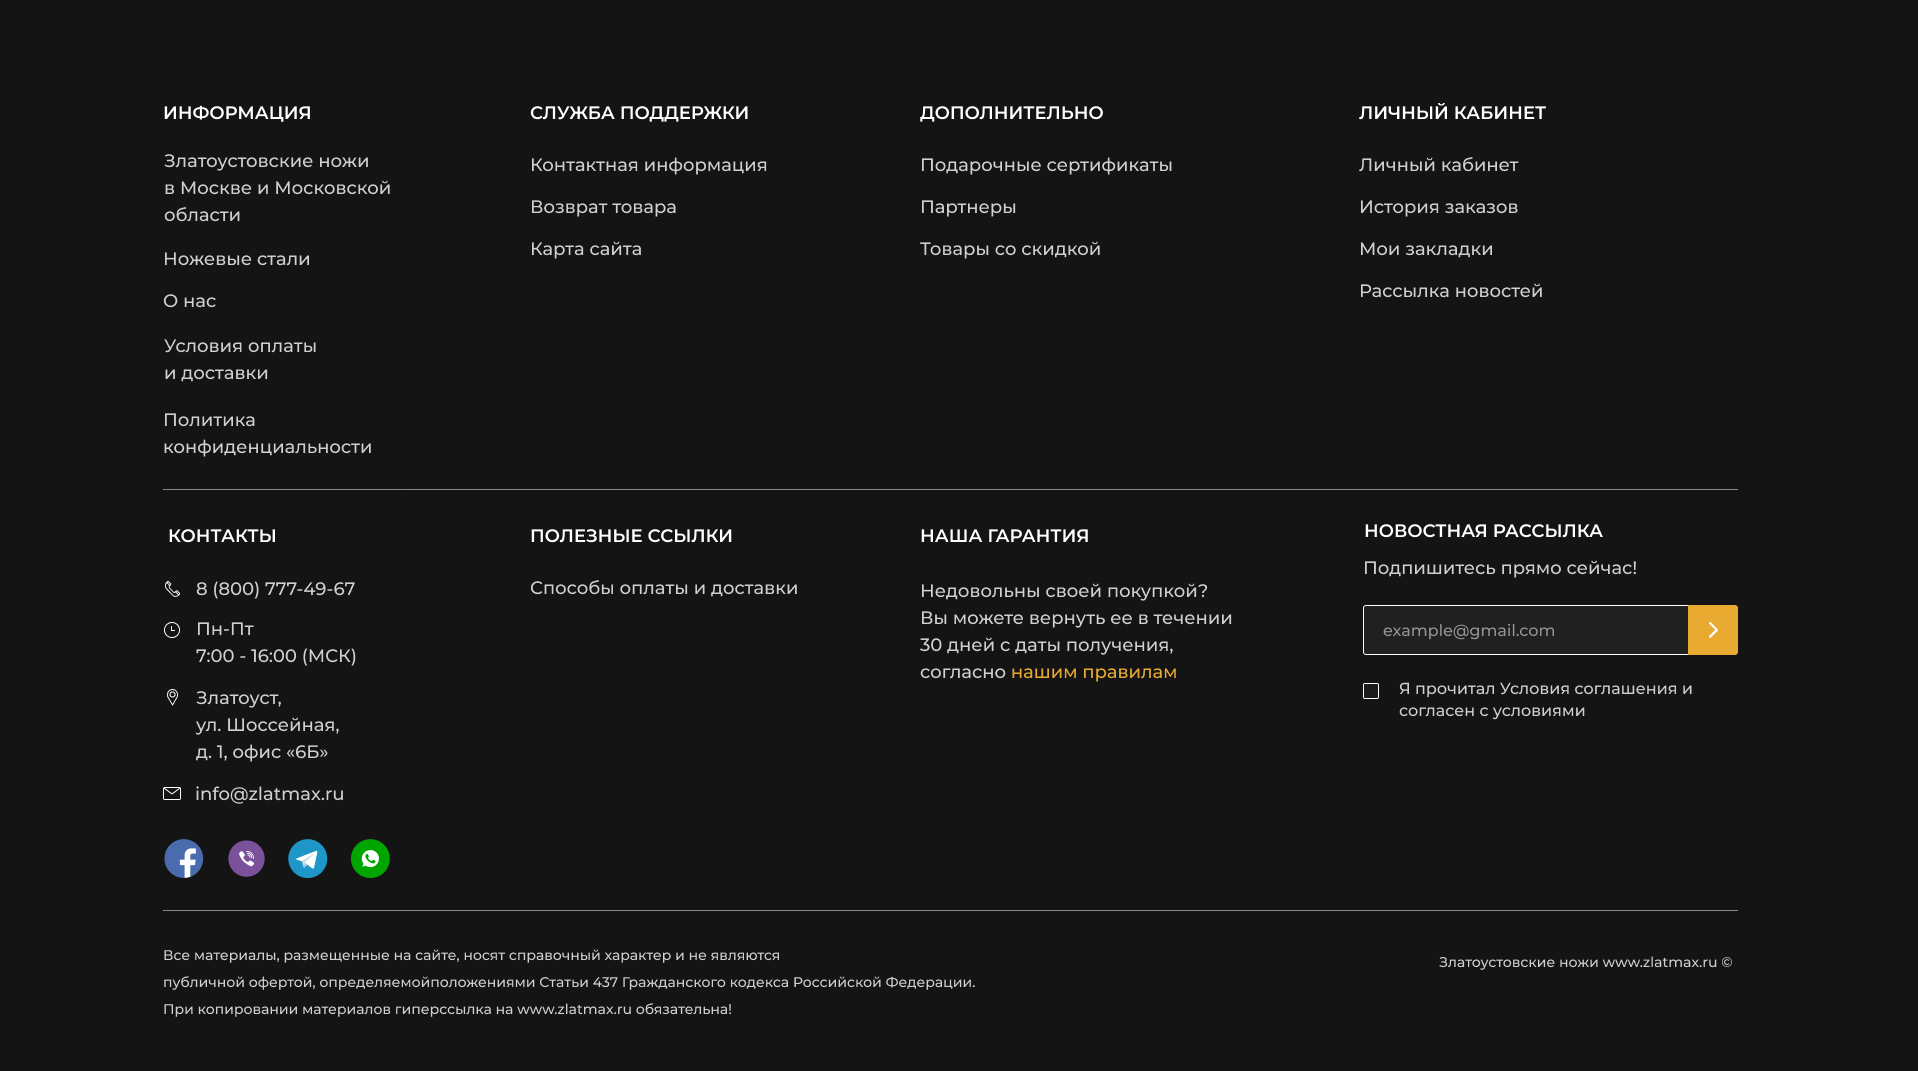 ИНФОРМАЦИЯ
Златоустовские ножи
в Москве и Московской
области
Ножевые стали
О нас
Условия оплаты
и доставки
Политика
конфиденциальности
СЛУЖБА ПОДДЕРЖКИ
Контактная информация
Возврат товара
Карта сайта
ДОПОЛНИТЕЛЬНО
Подарочные сертификаты
Партнеры
Товары со скидкой
ЛИЧНЫЙ КАБИНЕТ
Личный кабинет
История заказов
Мои закладки
Рассылка новостей
КОНТАКТЫ
8 (800) 777-49-67
Пн-Пт
7:00 - 16:00 (МСК)
Златоуст,
ул. Шоссейная,
д. 1, офис «6Б»
info@zlatmax.ru
ПОЛЕЗНЫЕ ССЫЛКИ
Способы оплаты и доставки
НАША ГАРАНТИЯ
Недовольны своей покупкой?
Вы можете вернуть ее в течении
30 дней с даты получения,
согласно нашим правилам
НОВОСТНАЯ РАССЫЛКА
Подпишитесь прямо сейчас!
example@gmail.com
Я прочитал Условия соглашения и
согласен с условиями
Все материалы, размещенные на сайте, носят справочный характер и не являются
публичной офертой, определяемойположениями Статьи 437 Гражданского кодекса Российской Федерации.
При копировании материалов гиперссылка на www.zlatmax.ru обязательна!
Златоустовские ножи www.zlatmax.ru ©